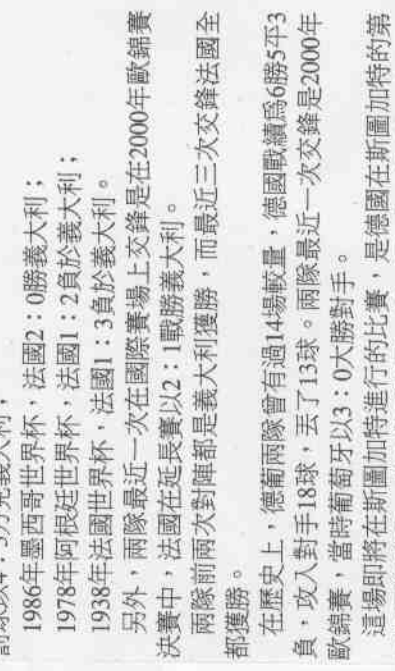 4：3力克義大利；
1986年墨西哥世界杯，法國2：0勝義大利；
1978年阿根廷世界杯，法國1：2負於義大利；
1938年法國世界杯，法國1：3負於義大利。
另外，兩隊最近一次在國際賽場上交鋒是在2000年歐錦賽
決賽中，法國在延長賽以2：1戰勝義大利。
兩隊前兩次對陣都是義大利獲勝，而最近三次交鋒法國全
都獲勝。
在歷史上，德葡兩隊曾有過14場較量，德國戰績爲6勝5平3
負，攻入對手18球，丟了13球。兩隊最近一次交鋒是2000年
歐錦賽，當時葡萄牙以3：0大勝對手。
這場即將在斯圖加特進行的比賽，是德國在斯圖加特的第